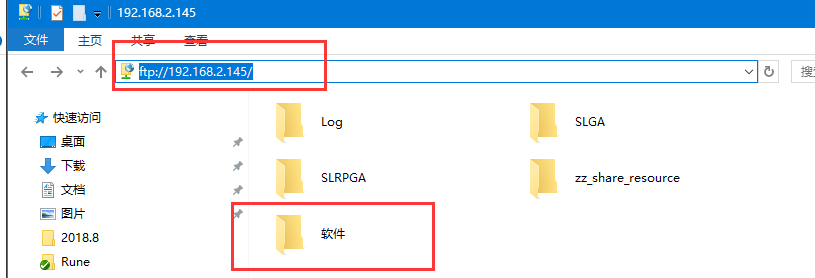 192.168.2.145
文件 主页 共享 查看
ftp://192.168.2.145/
快速访问
桌面
下载
文档
图片
2018.8
Rune
Log
SLGA
SLRPGA
zz_share_resource
软件